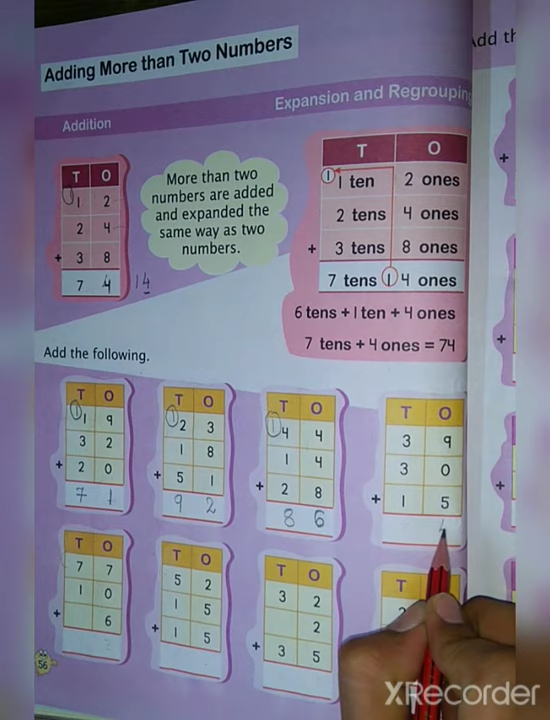 Adding More than Two Numbers
Add th
Addition
Expansion and Regrouping
T O
1 2
2 4
+ 3 8
7 4 14
More than two
numbers are added
and expanded the
same way as two
numbers.
T O
1 1 ten 2 ones
2 tens 4 ones
+ 3 tens 8 ones
7 tens 1 4 ones
6 tens + 1 ten + 4 ones
7 tens + 4 ones = 74
Add the following.
T O
1 1 9
3 2
+ 2 0
7 1
T O
1 2 3
1 8
+ 5 1
9 2
T O
1 4 4
1 4
+ 2 8
8 6
T O
3 9
3 0
+ 1 5
T O
7 7
1 0
+ 6
T O
5 2
1 5
+ 1 5
T O
3 2
2
+ 3 5
T
56
XRecorder